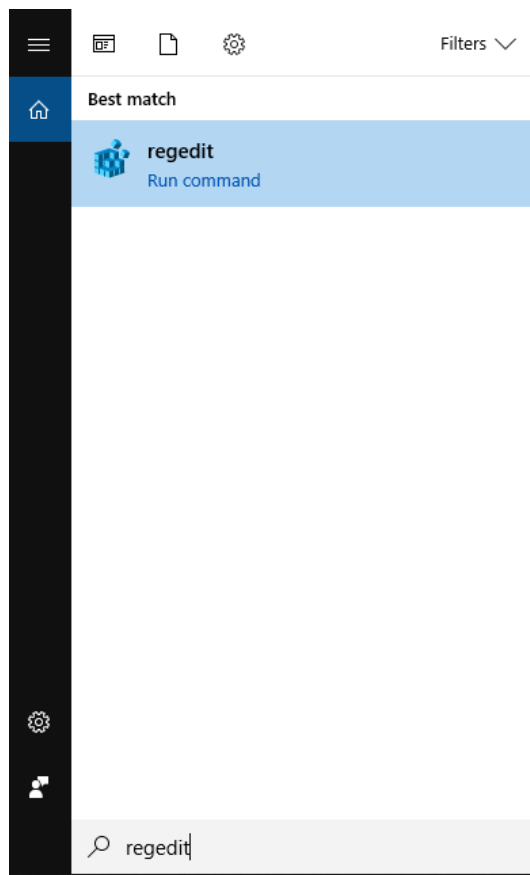 Filters
Best match
regedit
Run command
regedit